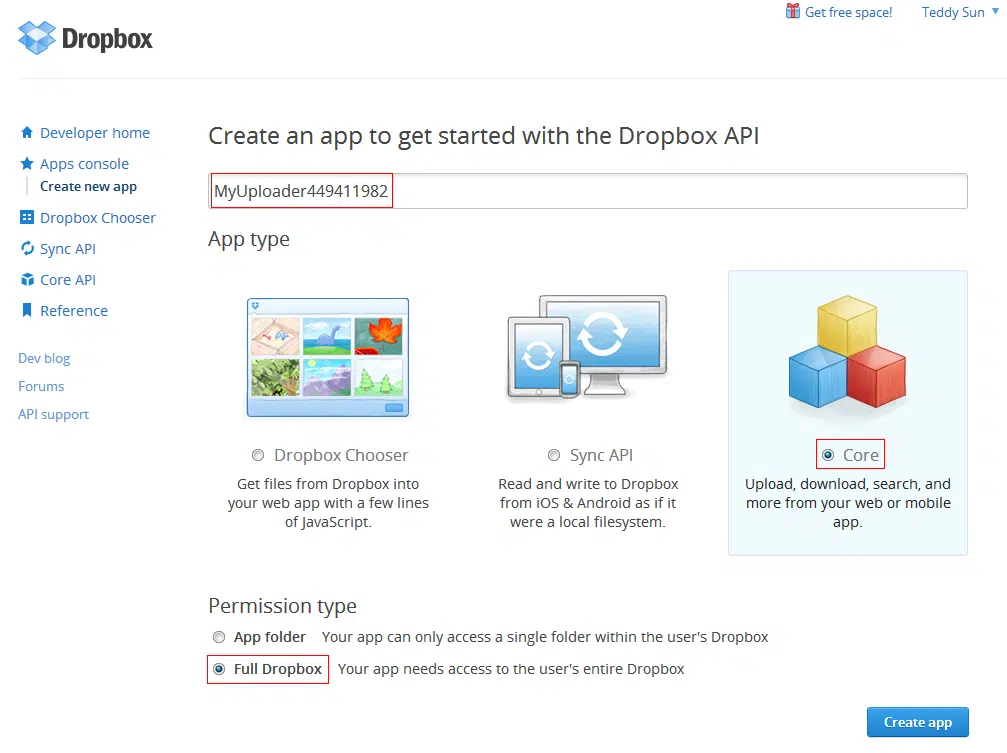 Get free space!
Teddy Sun
Dropbox
Developer home
Apps console
Create new app
Dropbox Chooser
Sync API
Core API
Reference
Dev blog
Forums
API support
Create an app to get started with the Dropbox API
MyUploader449411982
App type
Dropbox Chooser
Get files from Dropbox into
your web app with a few lines
of JavaScript.
Sync API
Read and write to Dropbox
from iOS & Android as if it
were a local filesystem.
Core
Upload, download, search, and
more from your web or mobile
app.
Permission type
App folder Your app can only access a single folder within the user's Dropbox
Full Dropbox Your app needs access to the user's entire Dropbox
Create app